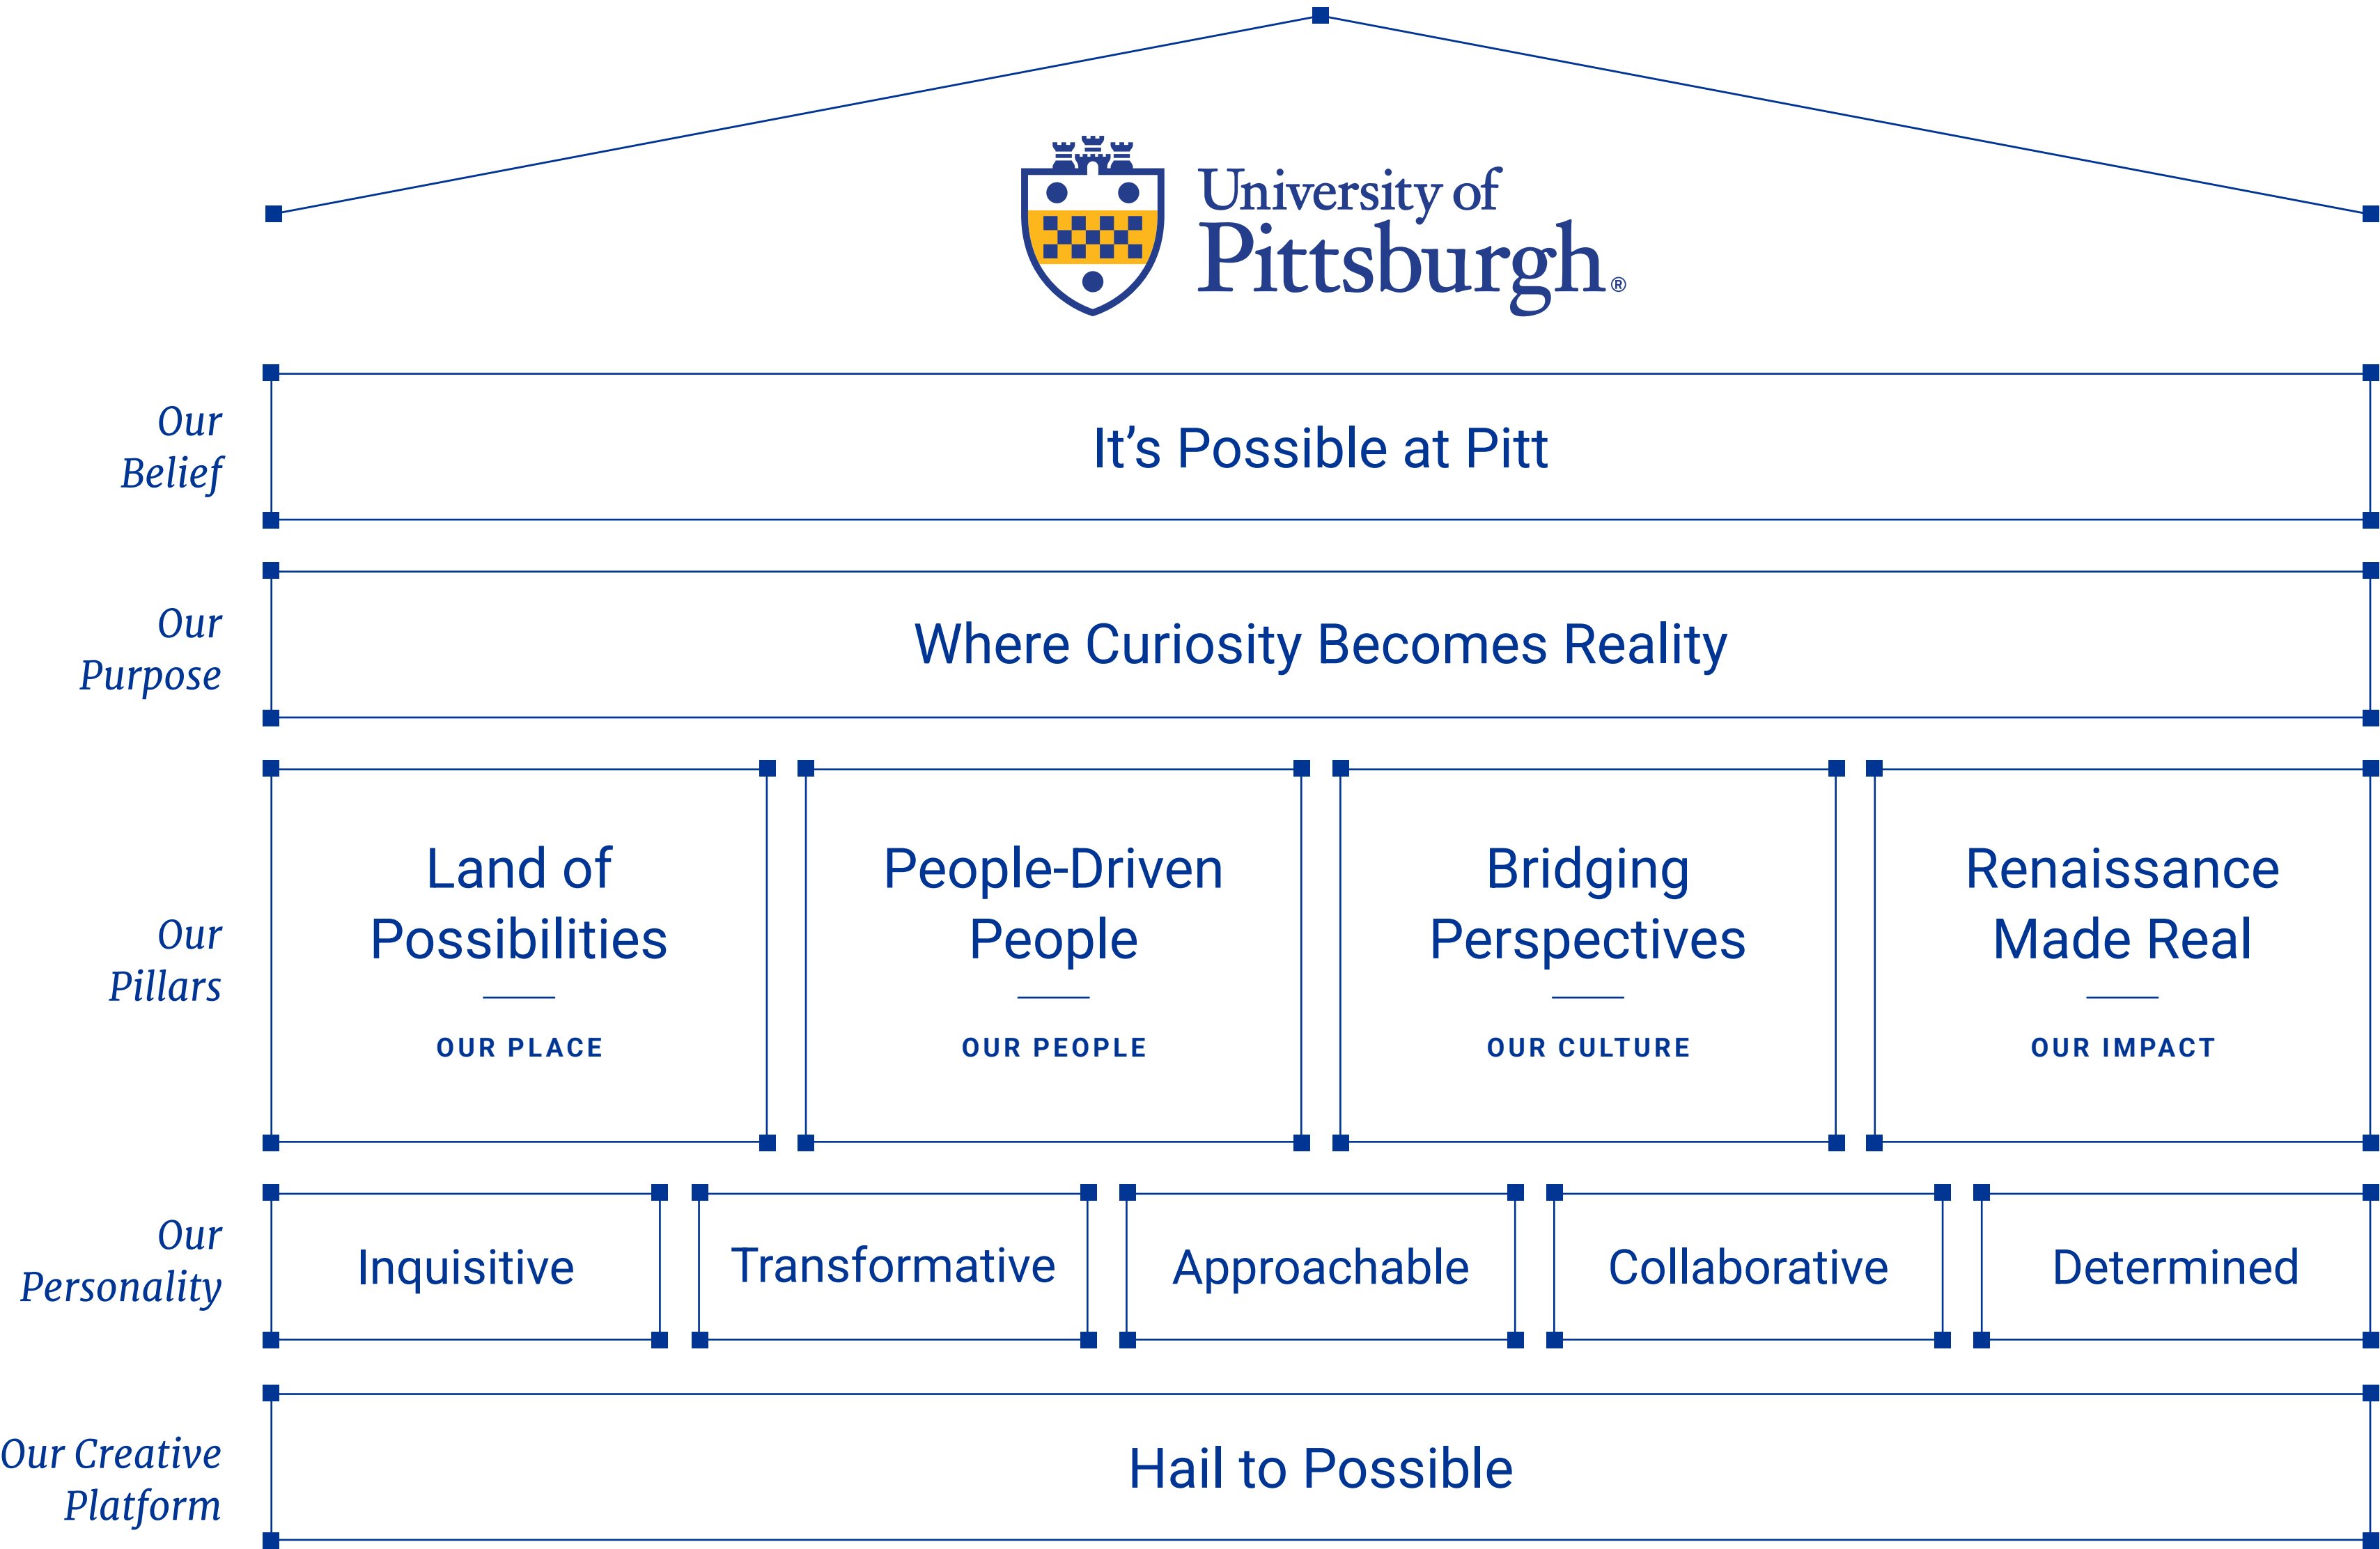 University of
Pittsburgh®
Our
Belief
It’s Possible at Pitt
Our
Purpose
Where Curiosity Becomes Reality
Our
Pillars
Land of
Possibilities
OUR PLACE
People-Driven
People
OUR PEOPLE
Bridging
Perspectives
OUR CULTURE
Renaissance
Made Real
OUR IMPACT
Our
Personality
Inquisitive
Transformative
Approachable
Collaborative
Determined
Our Creative
Platform
Hail to Possible